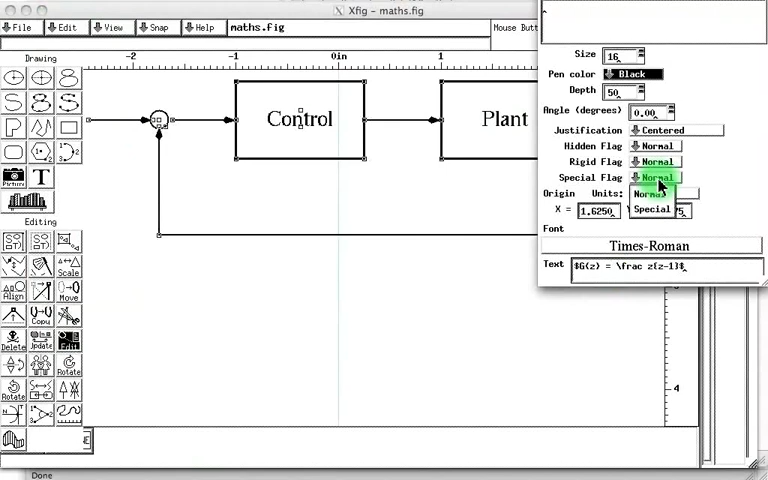 Xfig - maths.fig
File Edit View Snap Help maths.fig
Mouse Butt
Drawing
-2 -1 0in 1
Control
Plant
Picture
T
Editing
Scale
Align
Move
Copy
Delete
Update
Edit
Rotate
Rotate
4
Size 16
Pen color Black
Depth 50
Angle (degrees) 0.00
Justification Centered
Hidden Flag Normal
Rigid Flag Normal
Special Flag Normal
Origin Units: Normal
X = 1.6250 Special
Font
Times-Roman
Text $G(z) = \frac z{z-1}$
Done